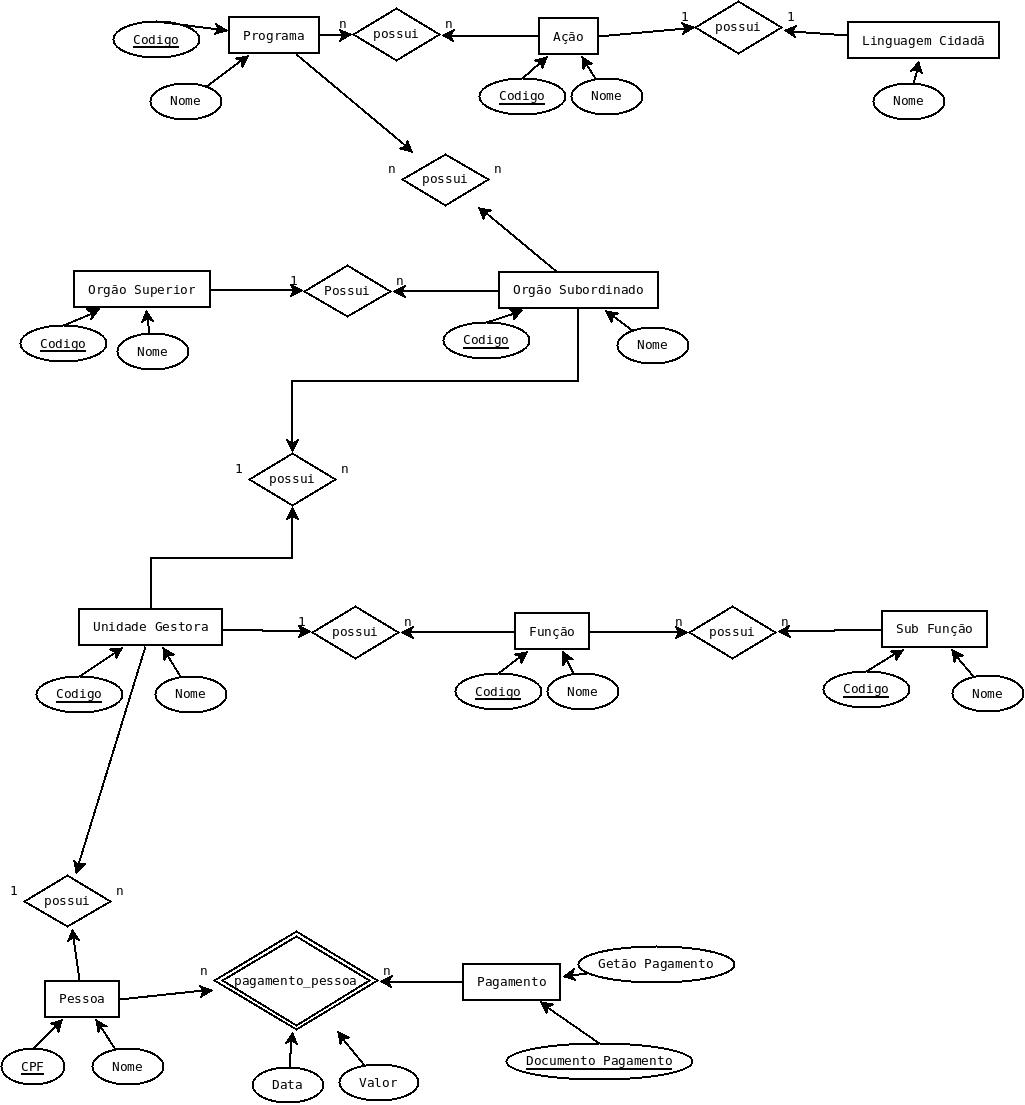 n n 1 1
Codigo Programa possui Ação possui Linguagem Cidadã
Nome Codigo Nome Nome
n n
possui
1 n
Orgão Superior Possui Orgão Subordinado
Codigo Nome Codigo Nome
1 n
possui
1 n n n
Unidade Gestora possui Função possui Sub Função
Codigo Nome Codigo Nome Codigo Nome
1 n
possui
n n
Getão Pagamento
pagamento_pessoa Pagamento
Pessoa
CPF Nome Documento Pagamento
Data Valor